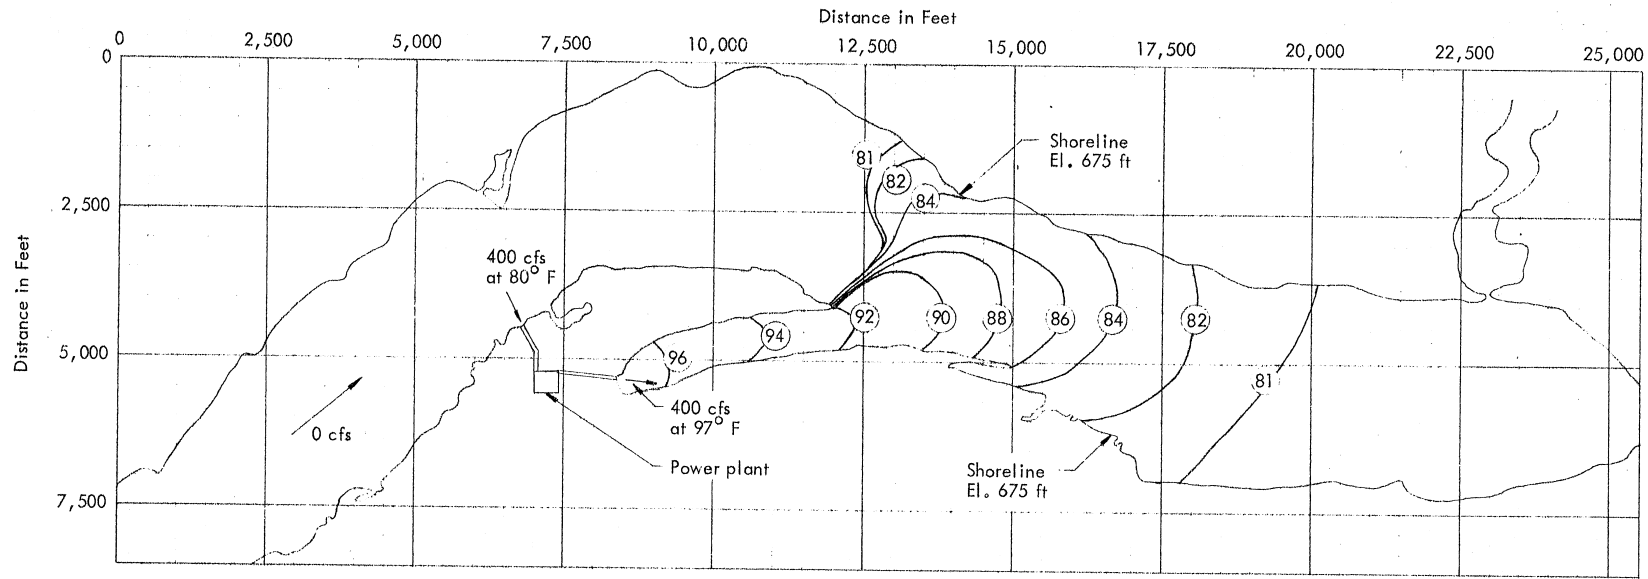 Distance in Feet
0 2,500 5,000 7,500 10,000 12,500 15,000 17,500 20,000 22,500 25,000
0
2,500
5,000
7,500
Distance in Feet
81
82
84
Shoreline
El. 675 ft
400 cfs
at 80° F
96
94
92
90
88
86
84
82
81
400 cfs
at 97° F
0 cfs
Power plant
Shoreline
El. 675 ft